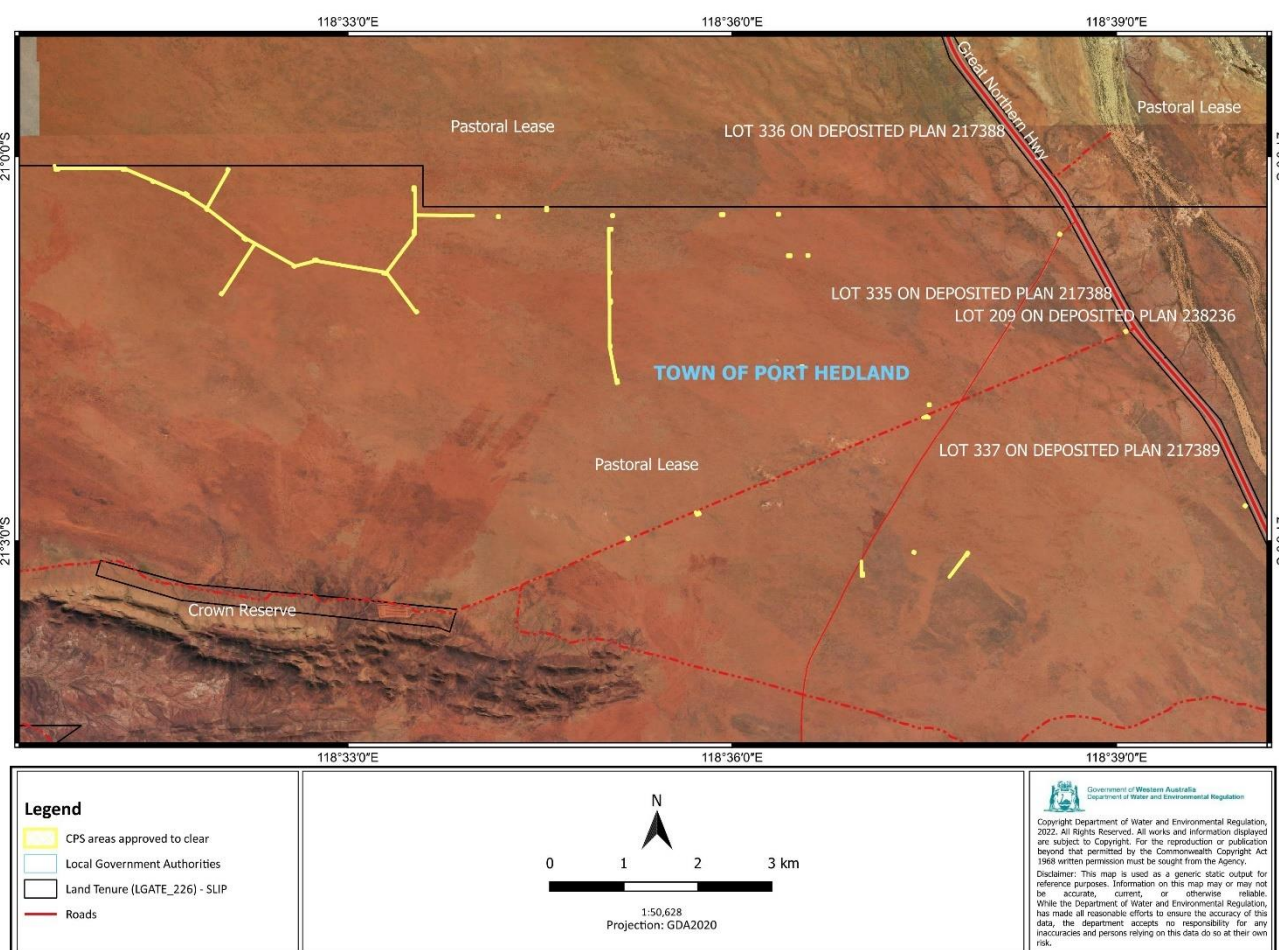 118°33′0″E 118°36′0″E 118°39′0″E
Great Northern Hwy
Pastoral Lease
Pastoral Lease
LOT 336 ON DEPOSITED PLAN 217388
21°0′0″S
LOT 335 ON DEPOSITED PLAN 217388
LOT 209 ON DEPOSITED PLAN 238236
TOWN OF PORT HEDLAND
LOT 337 ON DEPOSITED PLAN 217389
Pastoral Lease
21°3′0″S
Crown Reserve
118°33′0″E 118°36′0″E 118°39′0″E
Legend
CPS areas approved to clear
Local Government Authorities
Land Tenure (LGATE_226) - SLIP
Roads
N
0 1 2 3 km
1:50,628
Projection: GDA2020
Government of Western Australia
Department of Water and Environmental Regulation
Copyright Department of Water and Environmental Regulation,
2022. All Rights Reserved. All works and information displayed
are subject to Copyright. For the reproduction or publication
beyond that permitted by the Commonwealth Copyright Act
1968 written permission must be sought from the Agency.
Disclaimer: This map is used as a generic static output for
reference purposes. Information on this map may or may not
be accurate, current, or otherwise reliable.
While the Department of Water and Environmental Regulation,
has made all reasonable efforts to ensure the accuracy of this
data, the department accepts no responsibility for any
inaccuracies and persons relying on this data do so at their own
risk.